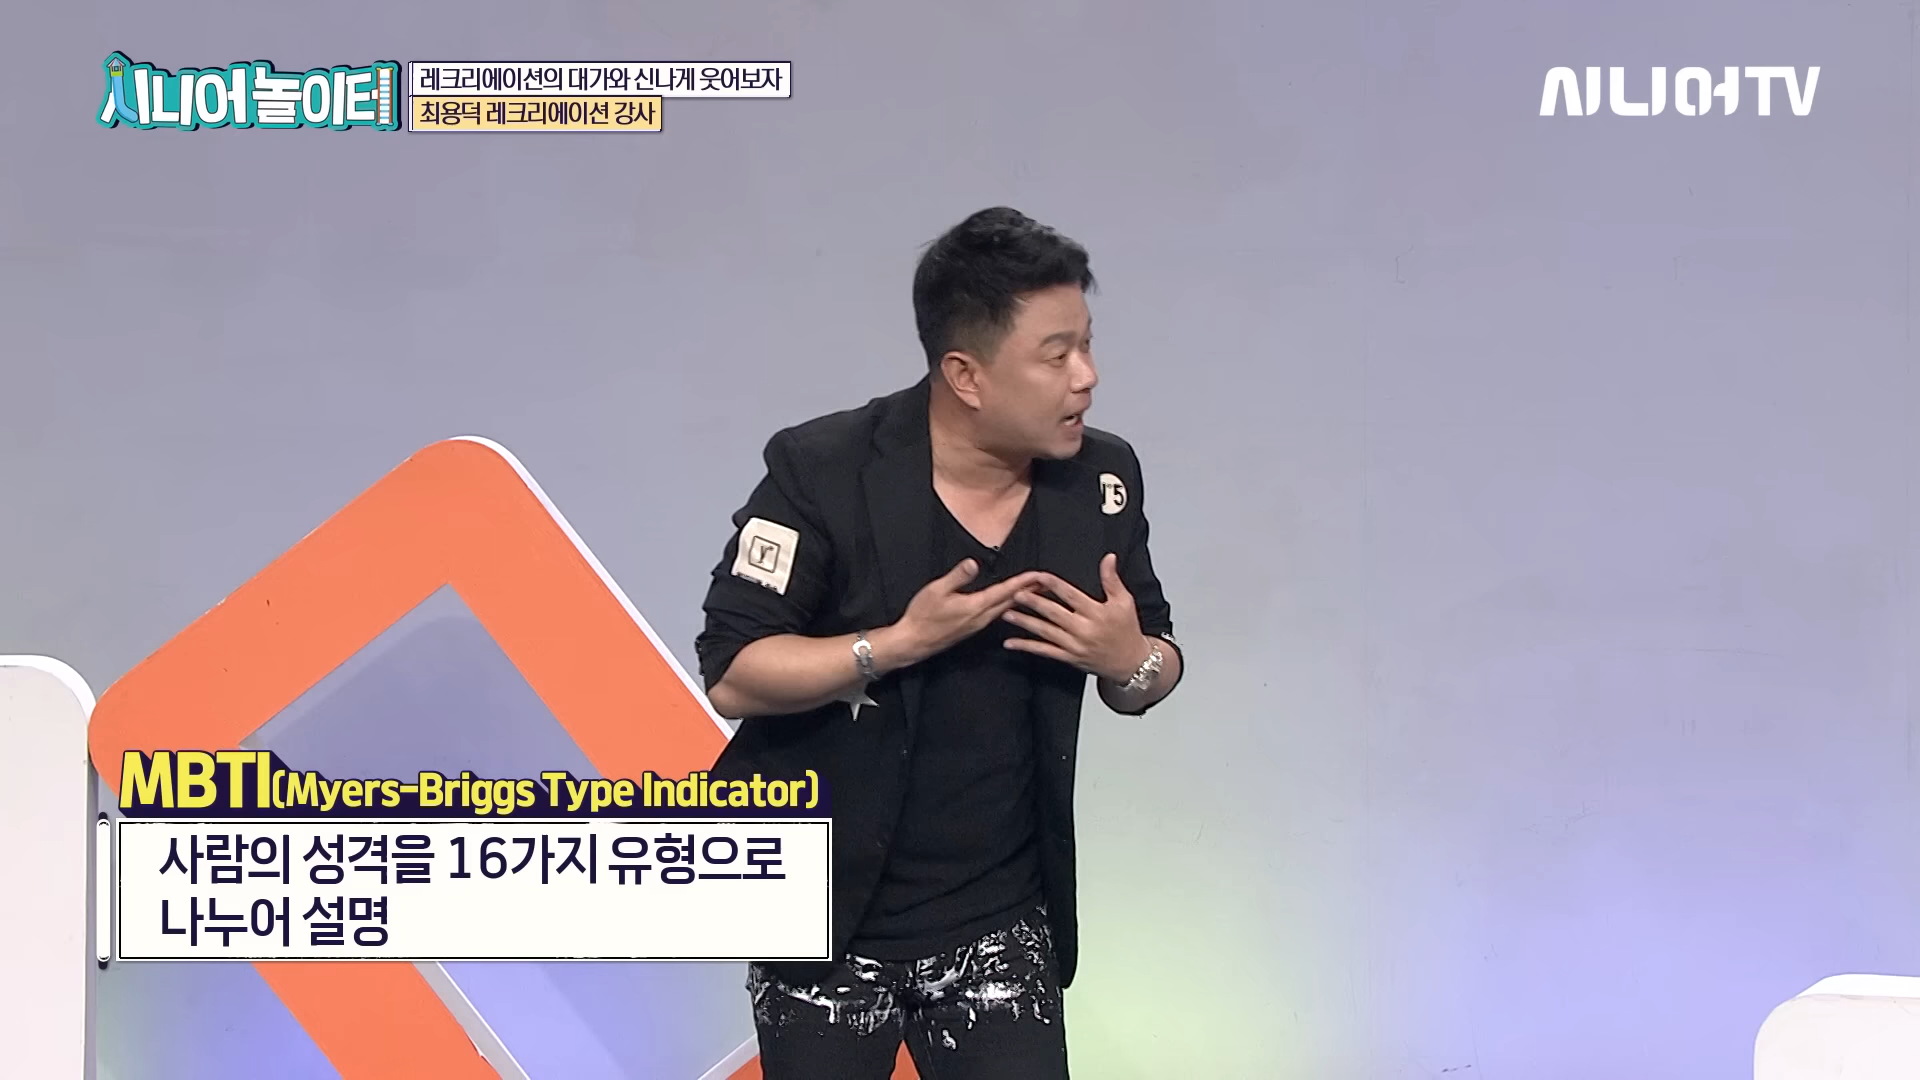 시니어 놀이터
레크리에이션의 대가와 신나게 웃어보자
최용덕 레크리에이션 강사
시니어TV
15
y
MBTI(Myers-Briggs Type Indicator)
사람의 성격을 16가지 유형으로
나누어 설명